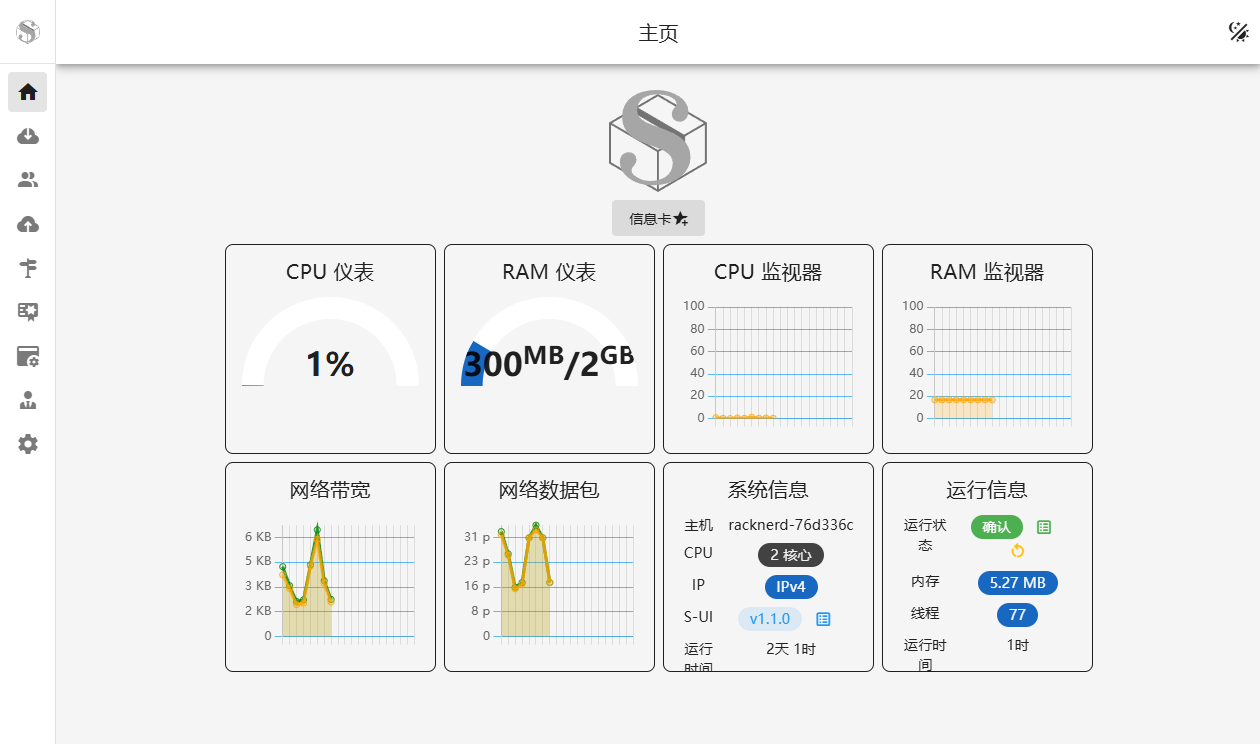 主页
信息卡
CPU 仪表
1%
RAM 仪表
300MB/2GB
CPU 监视器
100
80
60
40
20
0
RAM 监视器
100
80
60
40
20
0
网络带宽
6 KB
5 KB
3 KB
2 KB
0
网络数据包
31 p
23 p
16 p
8 p
0
系统信息
主机 racknerd-76d336c
CPU 2 核心
IP IPv4
S-UI v1.1.0
运行 2天 1时
时间
运行信息
运行状 确认
态
内存 5.27 MB
线程 77
运行时 1时
间